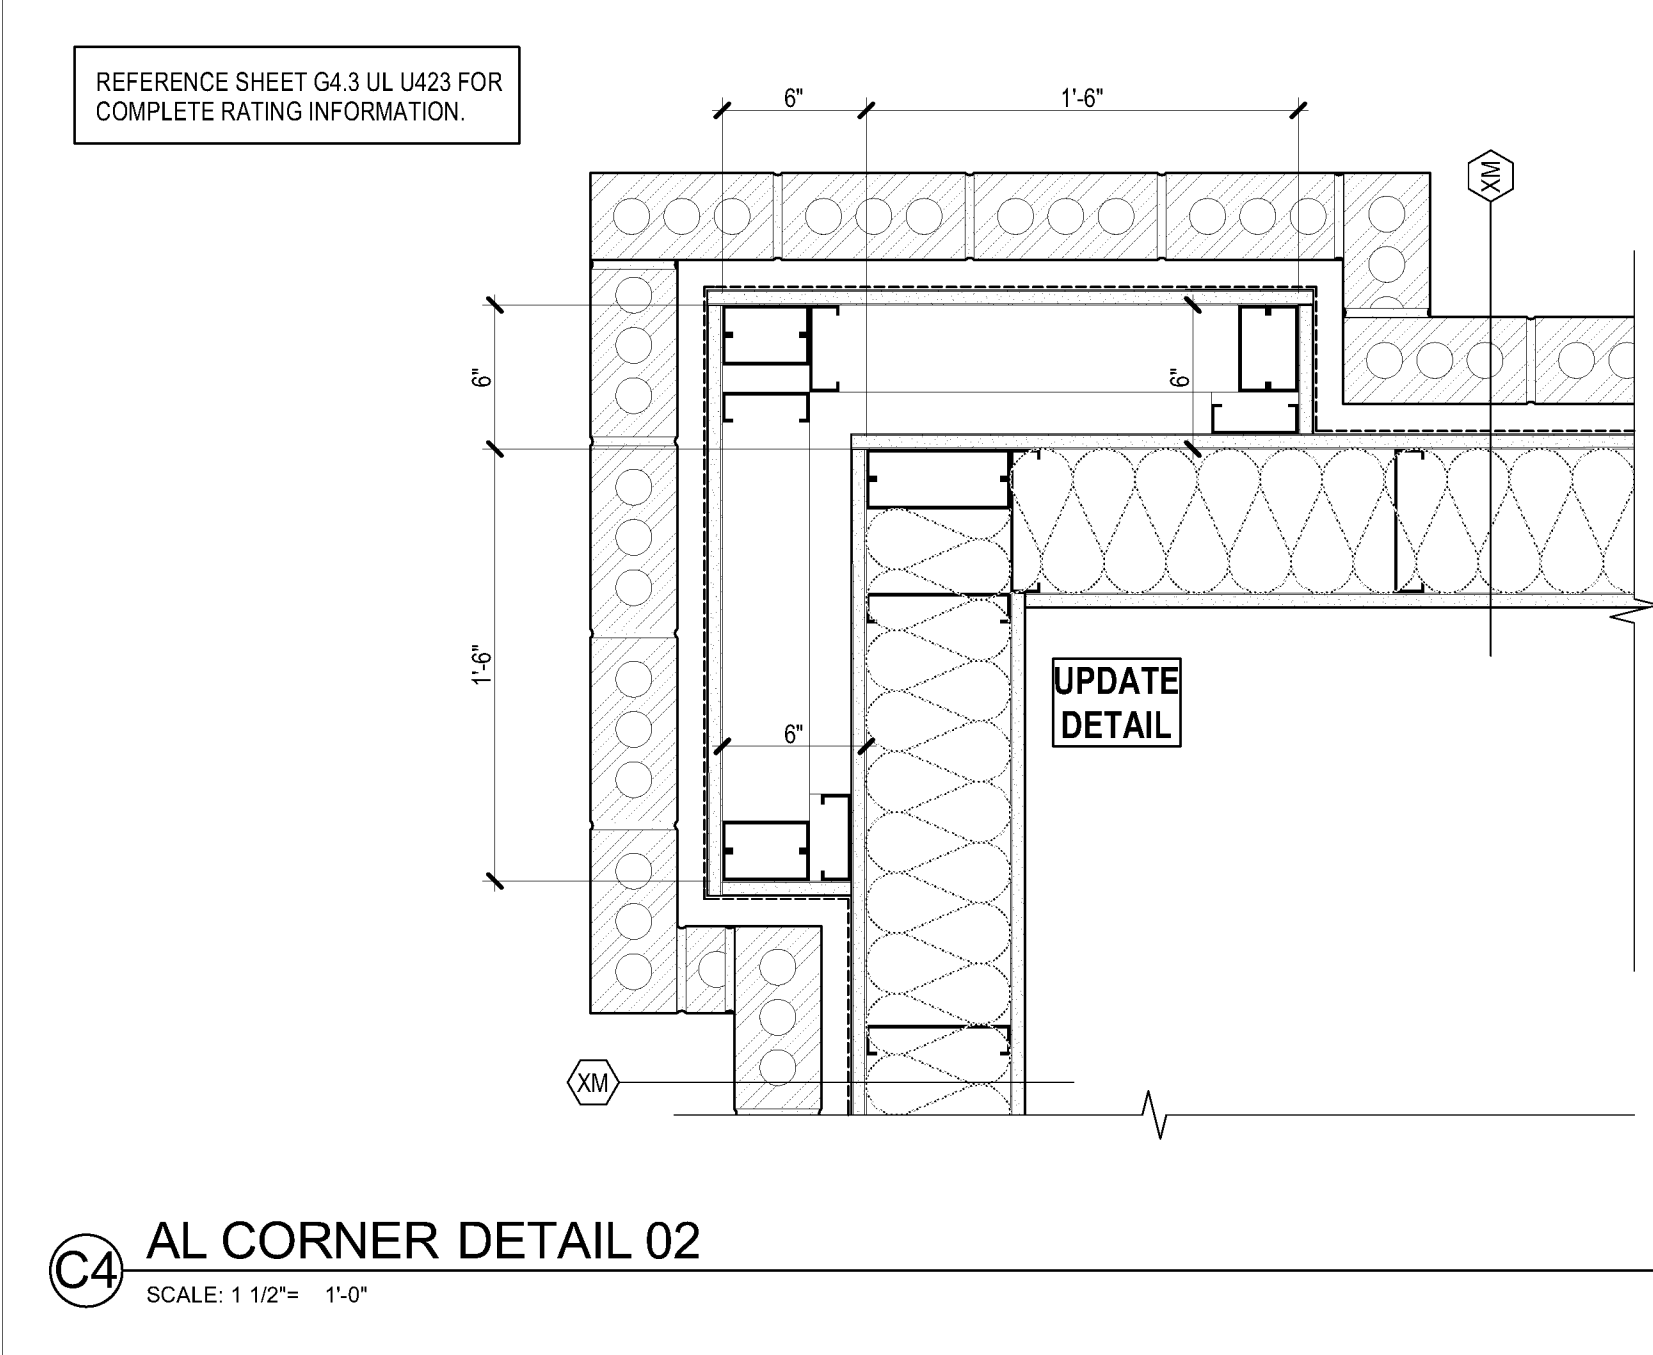 REFERENCE SHEET G4.3 UL U423 FOR
COMPLETE RATING INFORMATION.
6"
1'-6"
XM
6"
6"
1'-6"
UPDATE
DETAIL
6"
XM
AL CORNER DETAIL 02
C4
SCALE: 1 1/2"= 1'-0"